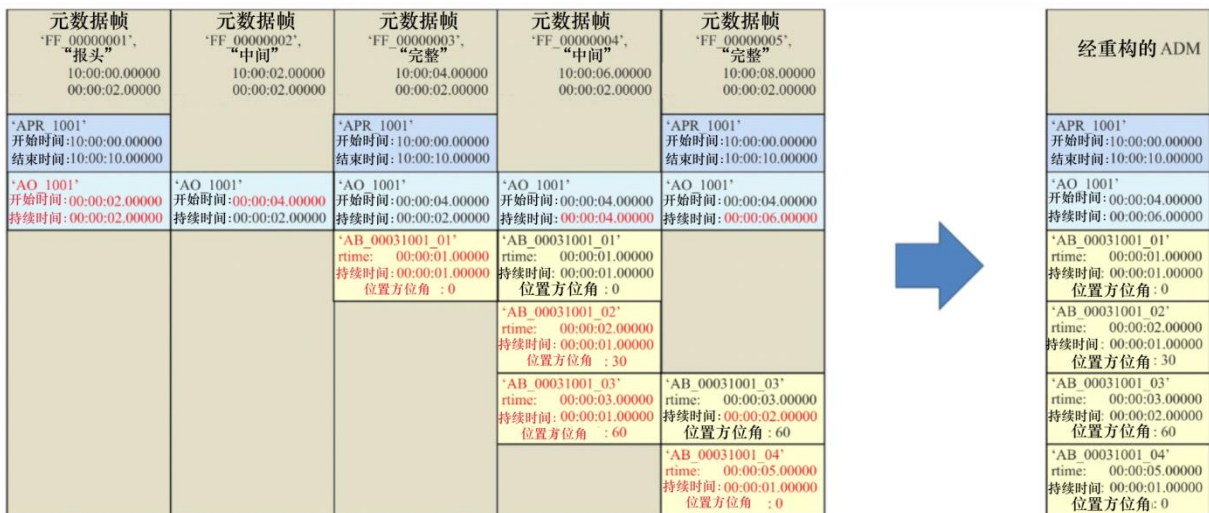 元数据帧
'FF_00000001',
“报头”
10:00:00.00000
00:00:02.00000
'APR_1001'
开始时间:10:00:00.00000
结束时间:10:00:10.00000
'AO_1001'
开始时间:00:00:02.00000
持续时间:00:00:02.00000
元数据帧
'FF_00000002',
“中间”
10:00:02.00000
00:00:02.00000
'AO_1001'
开始时间:00:00:04.00000
持续时间:00:00:02.00000
元数据帧
'FF_00000003',
“完整”
10:00:04.00000
00:00:02.00000
'APR_1001'
开始时间:10:00:00.00000
结束时间:10:00:10.00000
'AO_1001'
开始时间:00:00:04.00000
持续时间:00:00:02.00000
'AB_00031001_01'
rtime: 00:00:01.00000
持续时间:00:00:01.00000
位置方位角 :0
元数据帧
'FF_00000004',
“中间”
10:00:06.00000
00:00:02.00000
'AO_1001'
开始时间:00:00:04.00000
持续时间:00:00:04.00000
'AB_00031001_01'
rtime: 00:00:01.00000
持续时间: 00:00:01.00000
位置方位角:0
'AB_00031001_02'
rtime: 00:00:02.00000
持续时间:00:00:01.00000
位置方位角 :30
'AB_00031001_03'
rtime: 00:00:03.00000
持续时间: 00:00:01.00000
位置方位角 :60
元数据帧
'FF_00000005',
“完整”
10:00:08.00000
00:00:02.00000
'APR_1001'
开始时间:10:00:00.00000
结束时间:10:00:10.00000
'AO_1001'
开始时间:00:00:04.00000
持续时间:00:00:06.00000
'AB_00031001_03'
rtime: 00:00:03.00000
持续时间:00:00:02.00000
位置方位角:60
'AB_00031001_04'
rtime: 00:00:05.00000
持续时间:00:00:01.00000
位置方位角 :0
经重构的 ADM
'APR_1001'
开始时间:10:00:00.00000
结束时间:10:00:10.00000
'AO_1001'
开始时间:00:00:04.00000
持续时间:00:00:06.00000
'AB_00031001_01'
rtime: 00:00:01.00000
持续时间: 00:00:01.00000
位置方位角:0
'AB_00031001_02'
rtime: 00:00:02.00000
持续时间: 00:00:01.00000
位置方位角:30
'AB_00031001_03'
rtime: 00:00:03.00000
持续时间: 00:00:02.00000
位置方位角:60
'AB_00031001_04'
rtime: 00:00:05.00000
持续时间: 00:00:01.00000
位置方位角: 0